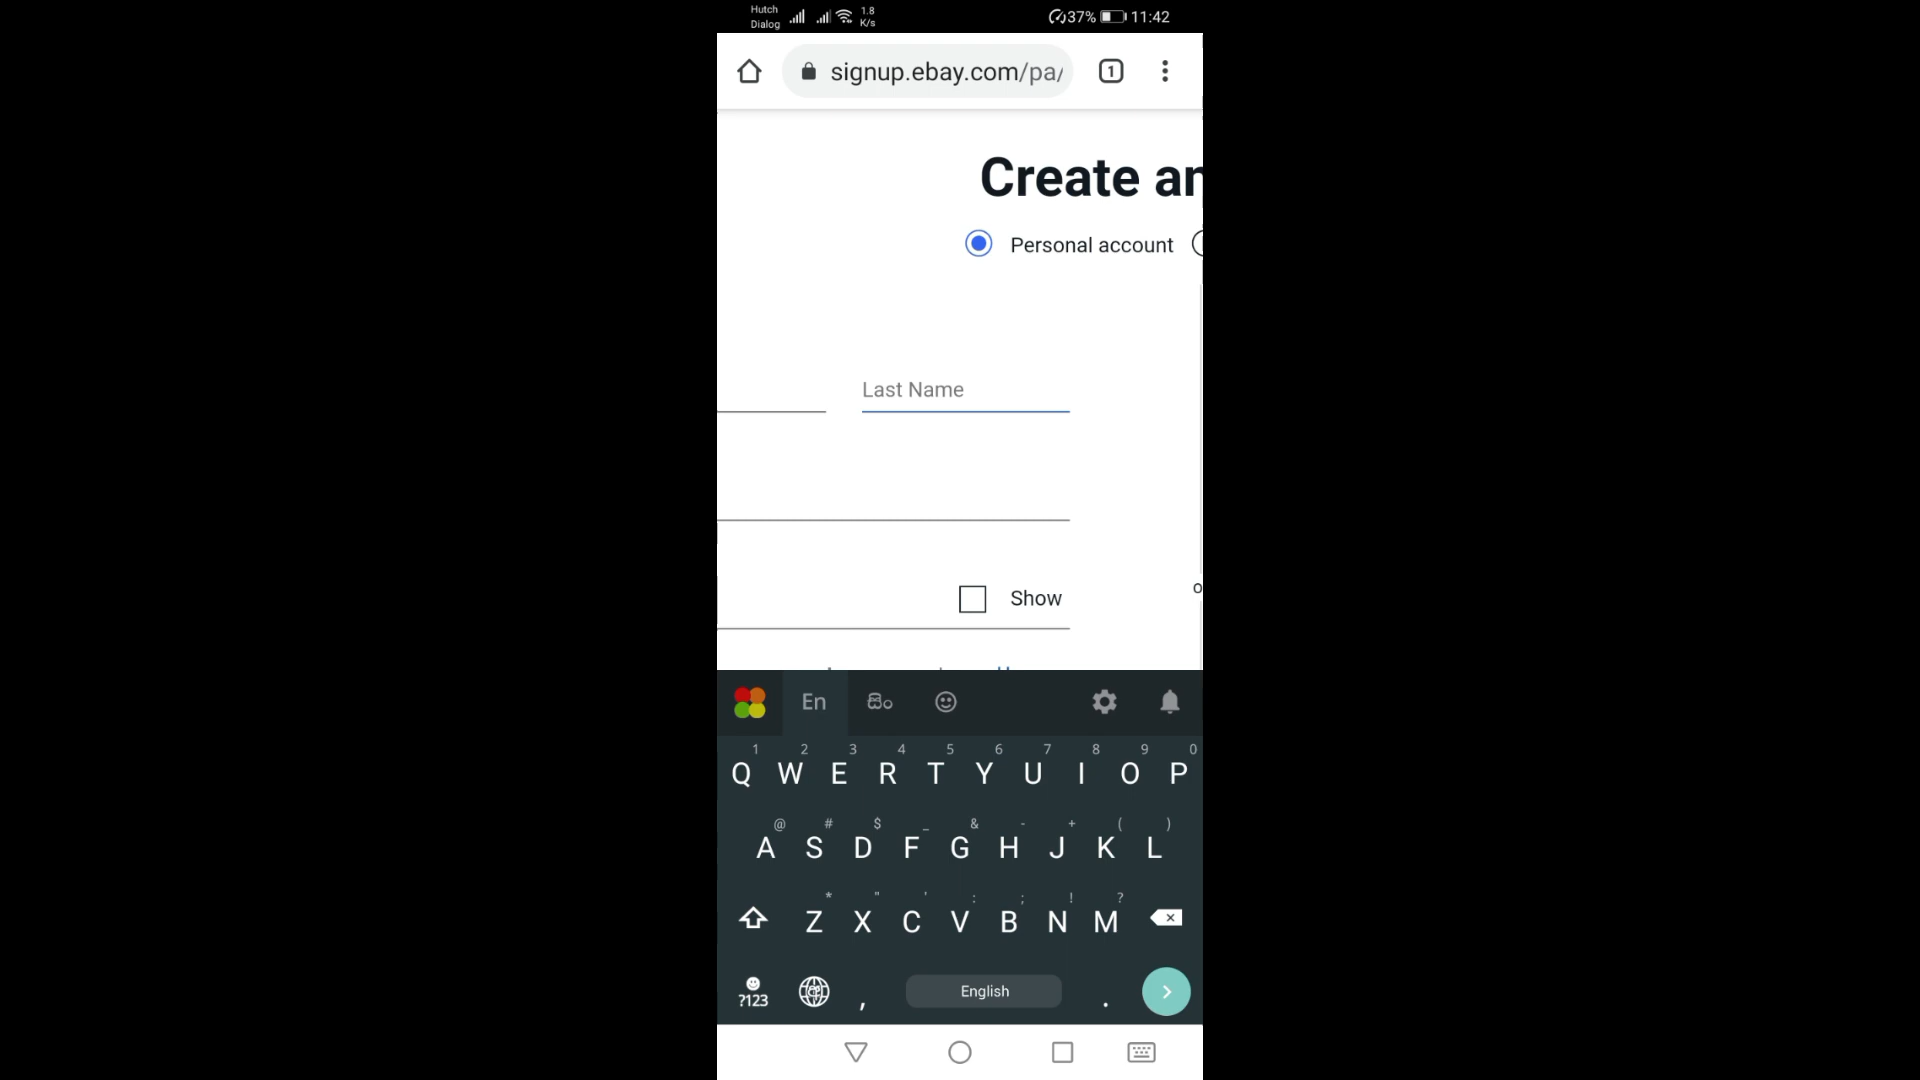 Hutch
Dialog
1.8
K/s
37%
11:42
signup.ebay.com/pa/
1
Create an
Personal account
Last Name
Show
o
En
සිං
1 2 3 4 5 6 7 8 9 0
Q W E R T Y U I O P
@ # $ _ & - + ( )
A S D F G H J K L
* " ' : ; ! ?
Z X C V B N M
?123 , English .